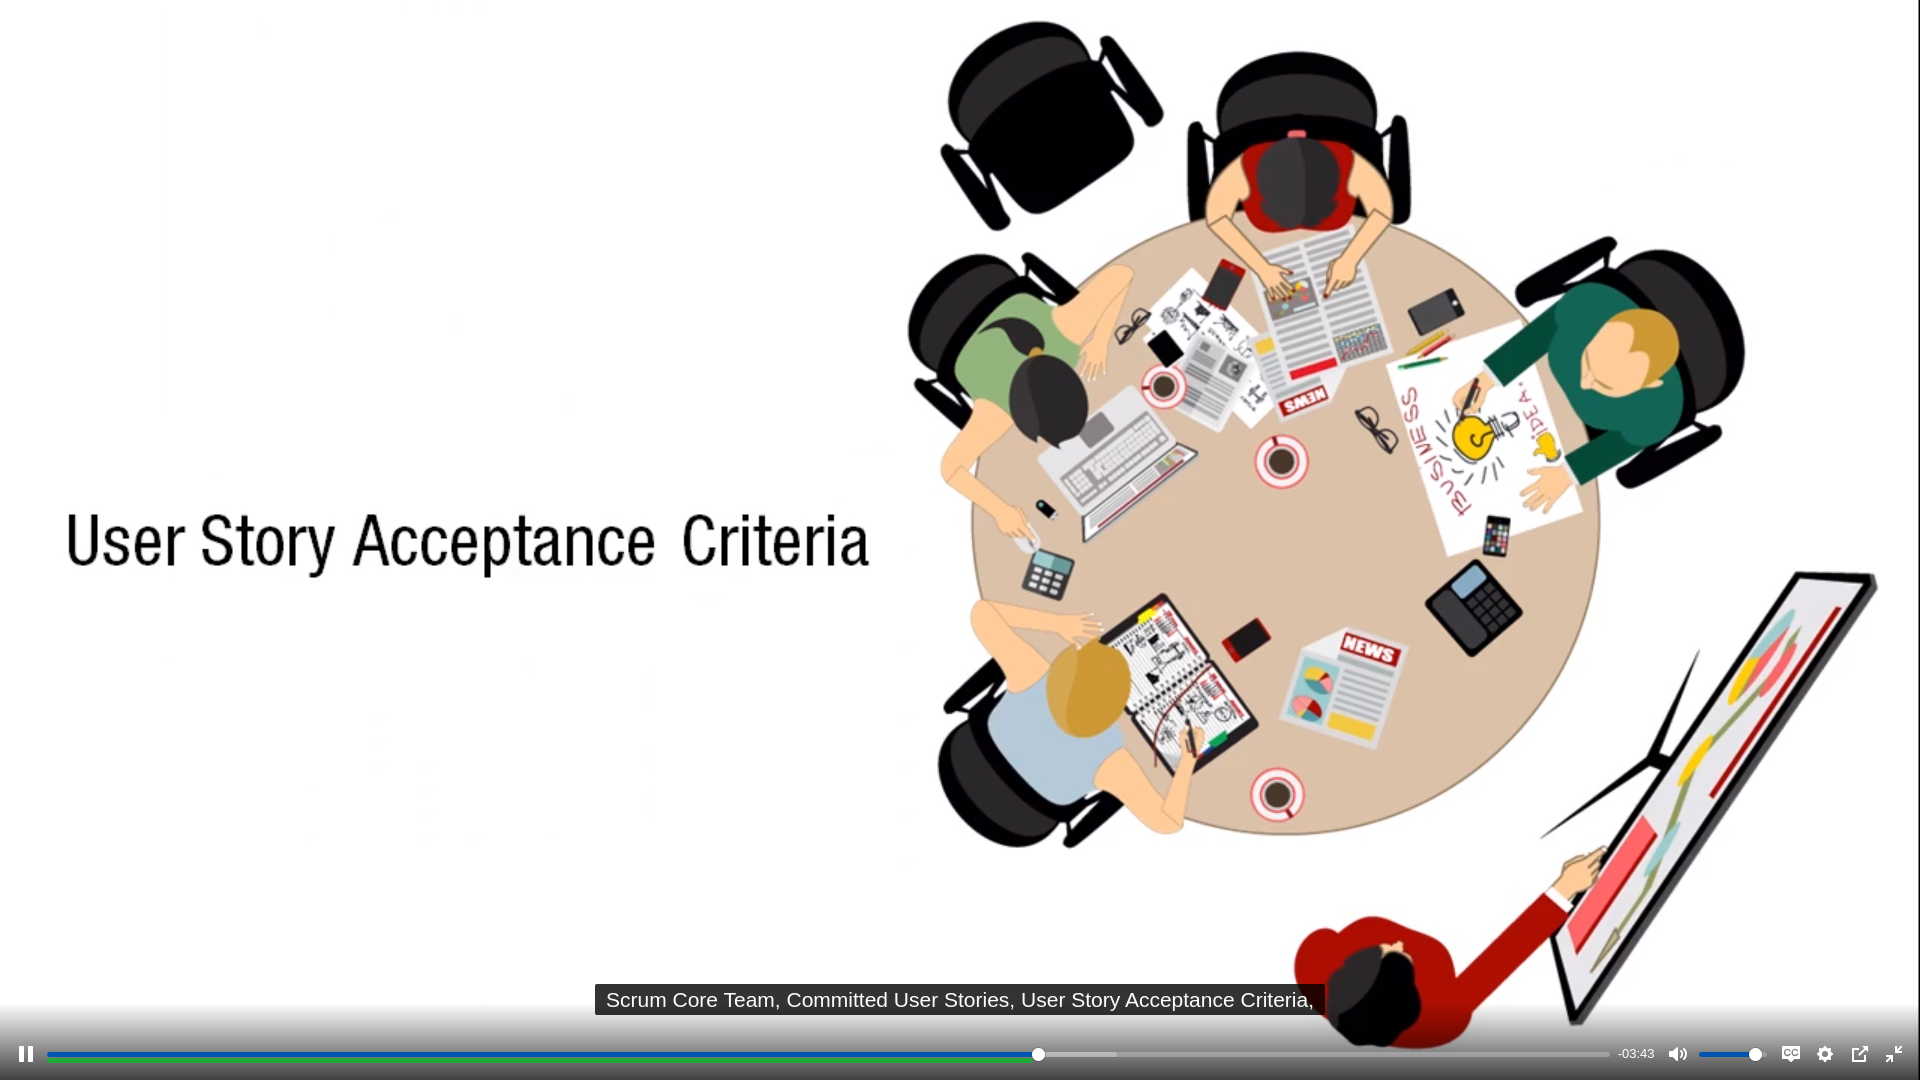 NEWS
BUSINESS
IDEA.
User Story Acceptance Criteria
NEWS
Scrum Core Team, Committed User Stories, User Story Acceptance Criteria,
-03:43
CC